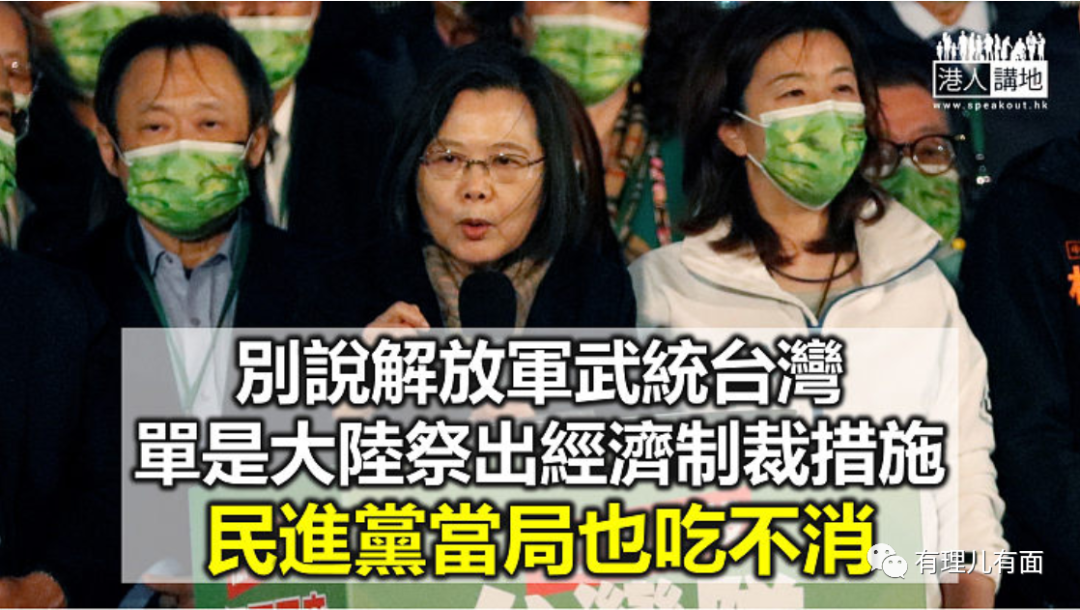 港人講地
www.speakout.hk
別說解放軍武統台灣
單是大陸祭出經濟制裁措施
民進黨當局也吃不消
有理儿有面